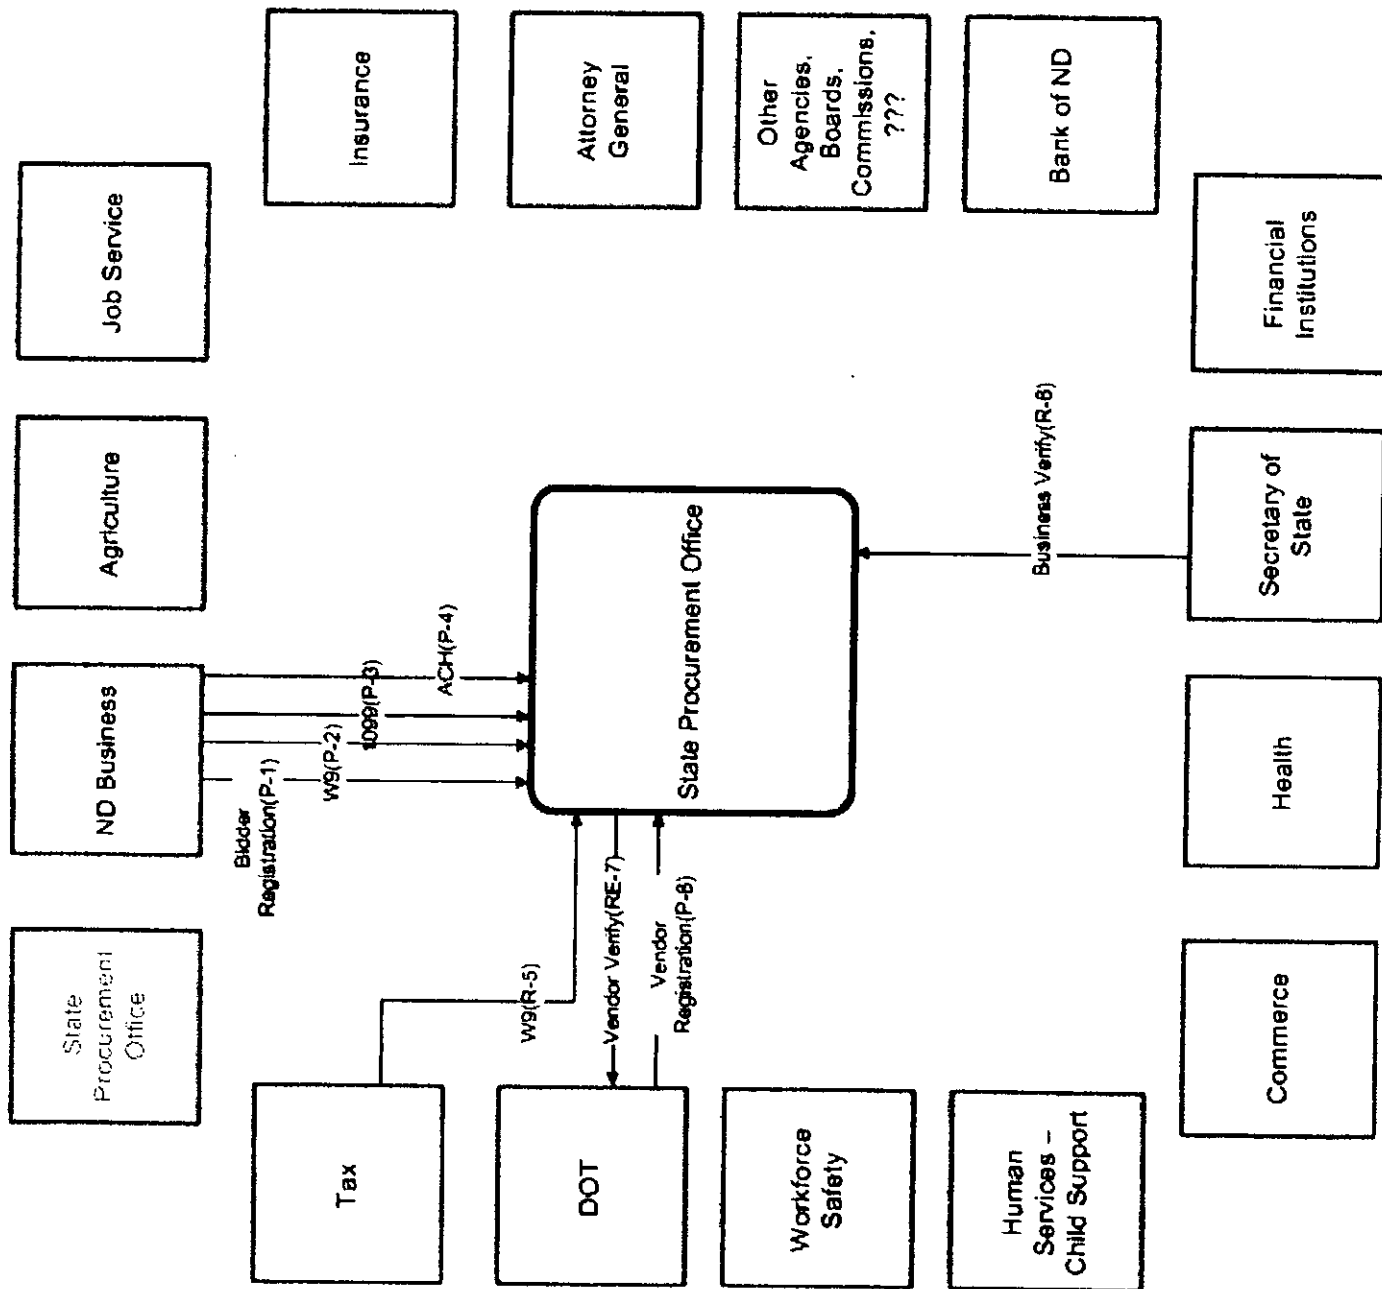 State
Procurement
Office
ND Business
Agriculture
Job Service
Bidder
Registration(P-1)
W9(P-2)
1099(P-3)
ACH(P-4)
Tax
Insurance
W9(R-5)
DOT
Vendor Verify(RE-7)
Vendor
Registration(P-8)
State Procurement Office
Attorney
General
Workforce
Safety
Other
Agencies,
Boards,
Commissions,
???
Human
Services –
Child Support
Bank of ND
Business Verify(R-6)
Commerce
Health
Secretary of
State
Financial
Institutions